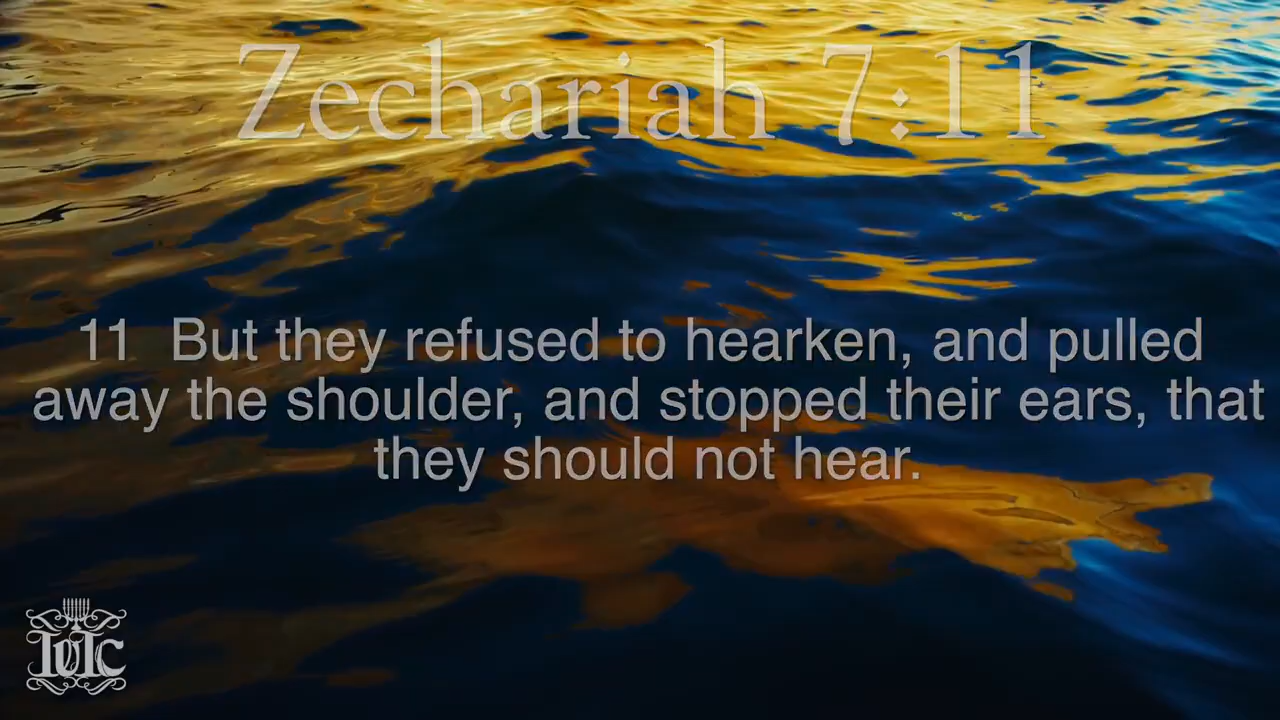 Zechariah 7:11
11 But they refused to hearken, and pulled
away the shoulder, and stopped their ears, that
they should not hear.
IUIC